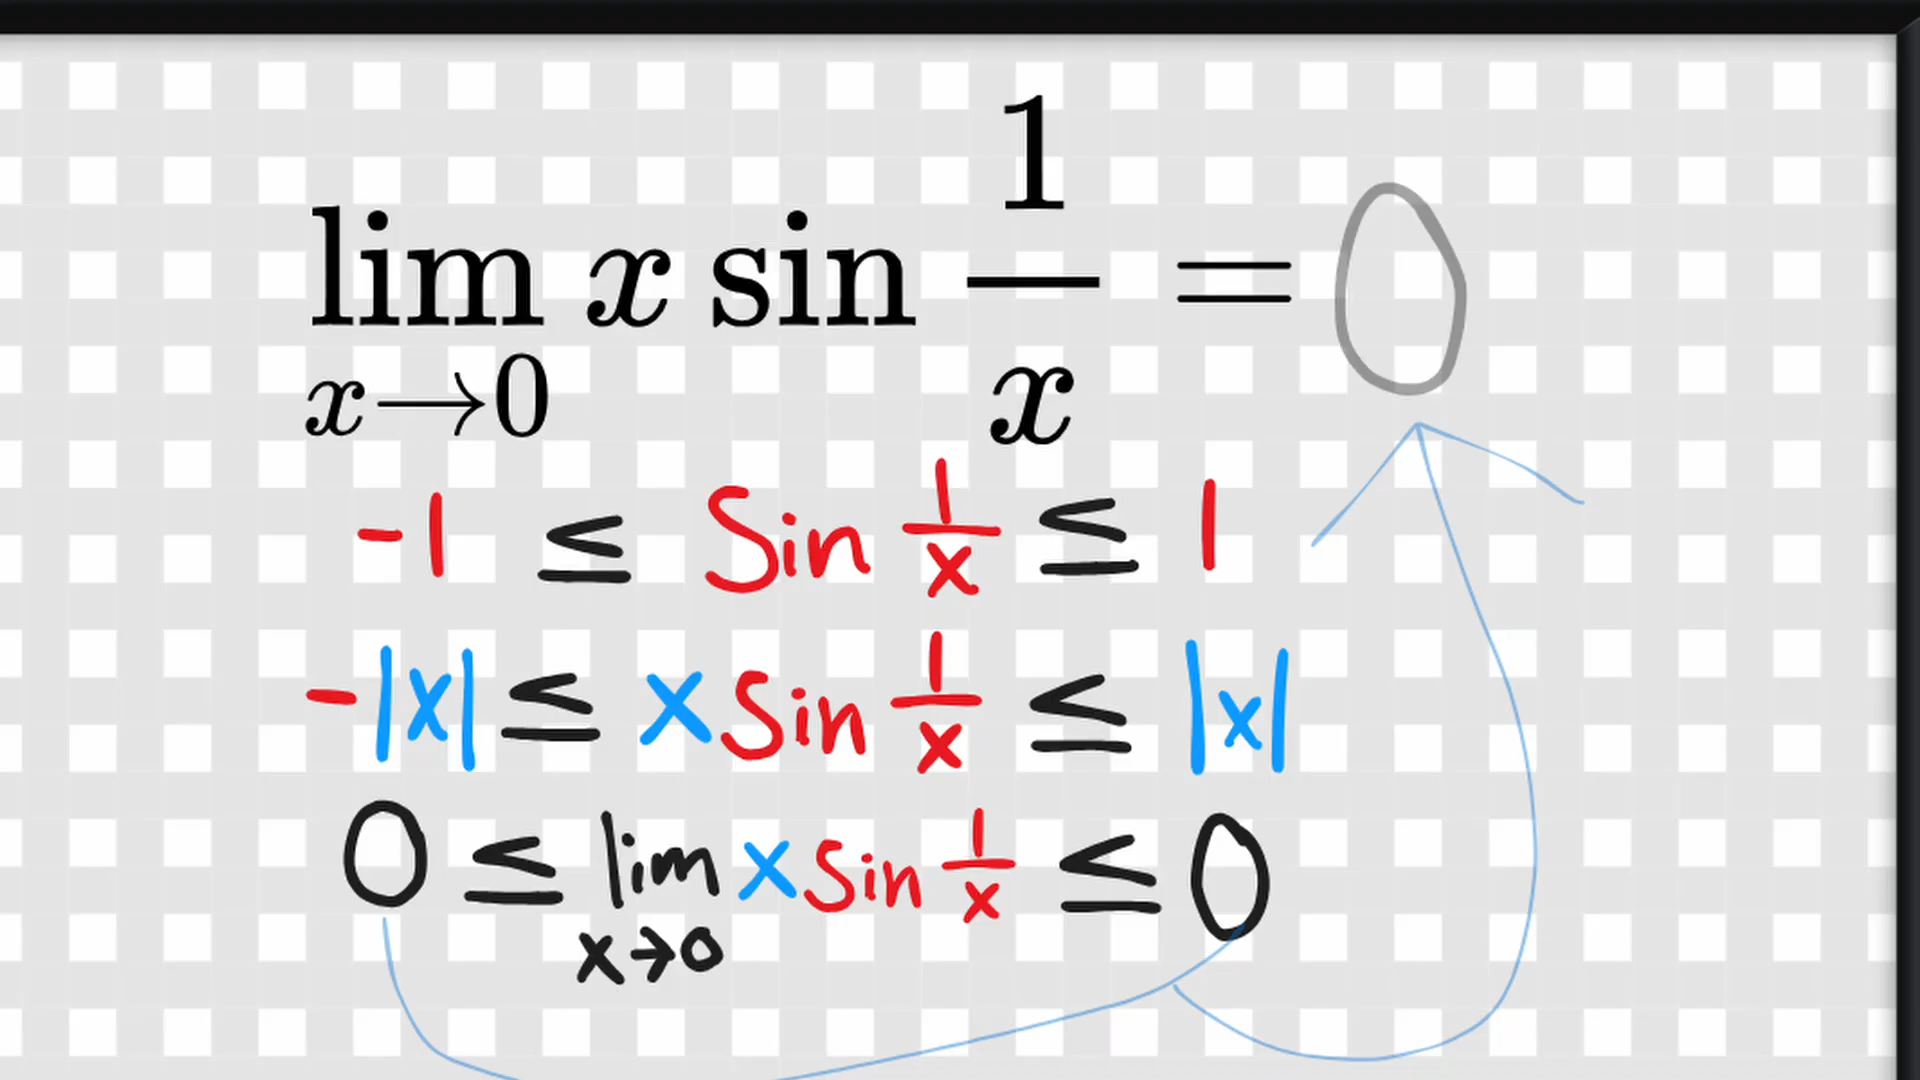 lim x→0 x sin 1/x = 0
-1 ≤ Sin 1/x ≤ 1
-|x| ≤ x Sin 1/x ≤ |x|
0 ≤ lim x→0 x Sin 1/x ≤ 0